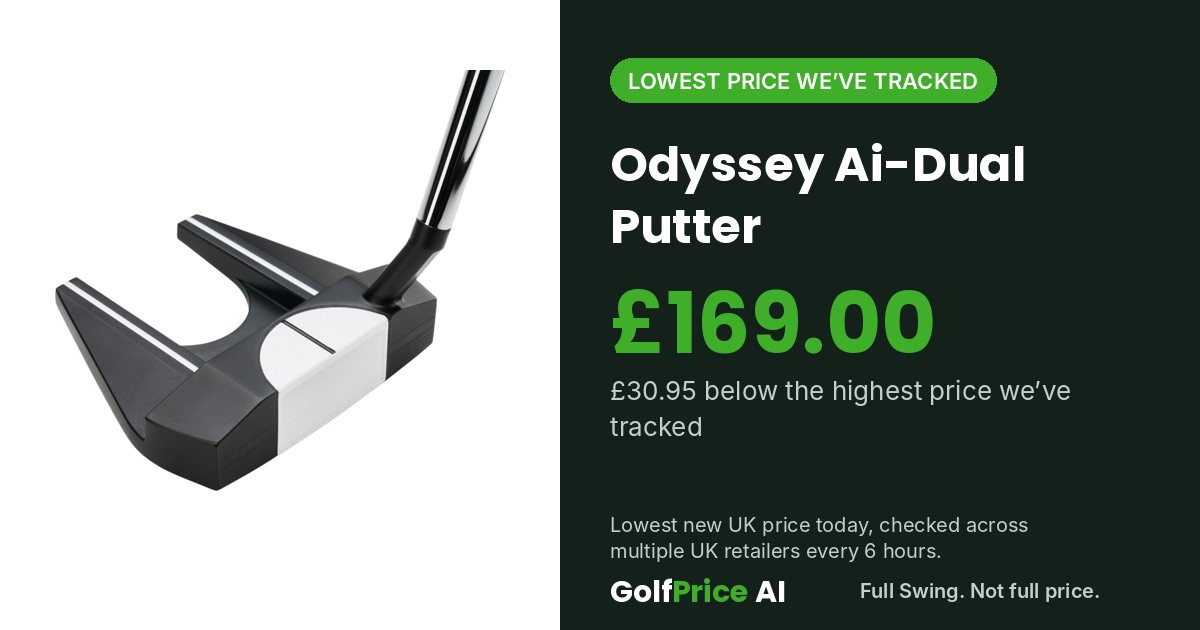 LOWEST PRICE WE’VE TRACKED
Odyssey Ai-Dual
Putter
£169.00
£30.95 below the highest price we’ve
tracked
Lowest new UK price today, checked across
multiple UK retailers every 6 hours.
GolfPrice AI
Full Swing. Not full price.